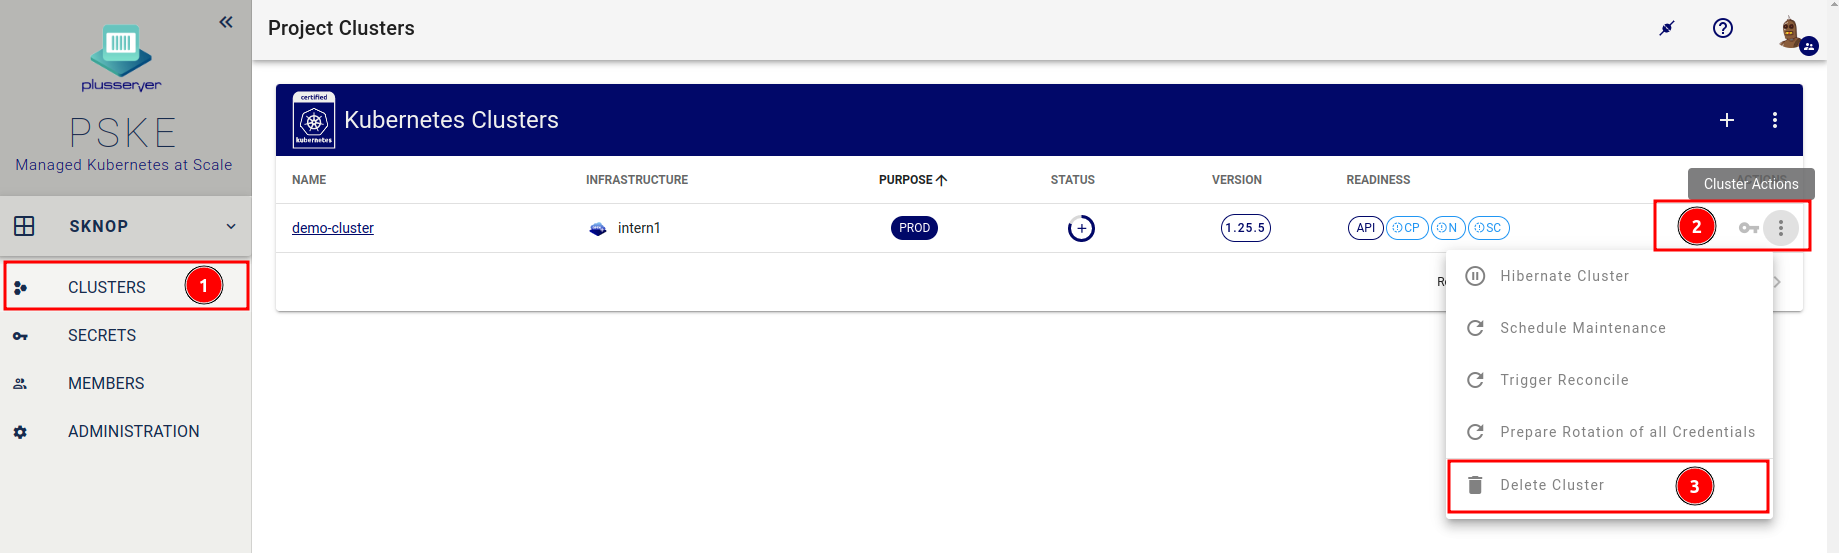 plusserver
PSKE
Managed Kubernetes at Scale
SKNOP
CLUSTERS 1
SECRETS
MEMBERS
ADMINISTRATION
Project Clusters
certified
kubernetes
Kubernetes Clusters
NAME INFRASTRUCTURE PURPOSE STATUS VERSION READINESS
Cluster Actions
demo-cluster intern1 PROD 1.25.5 API CP N SC 2
Hibernate Cluster
Schedule Maintenance
Trigger Reconcile
Prepare Rotation of all Credentials
Delete Cluster 3